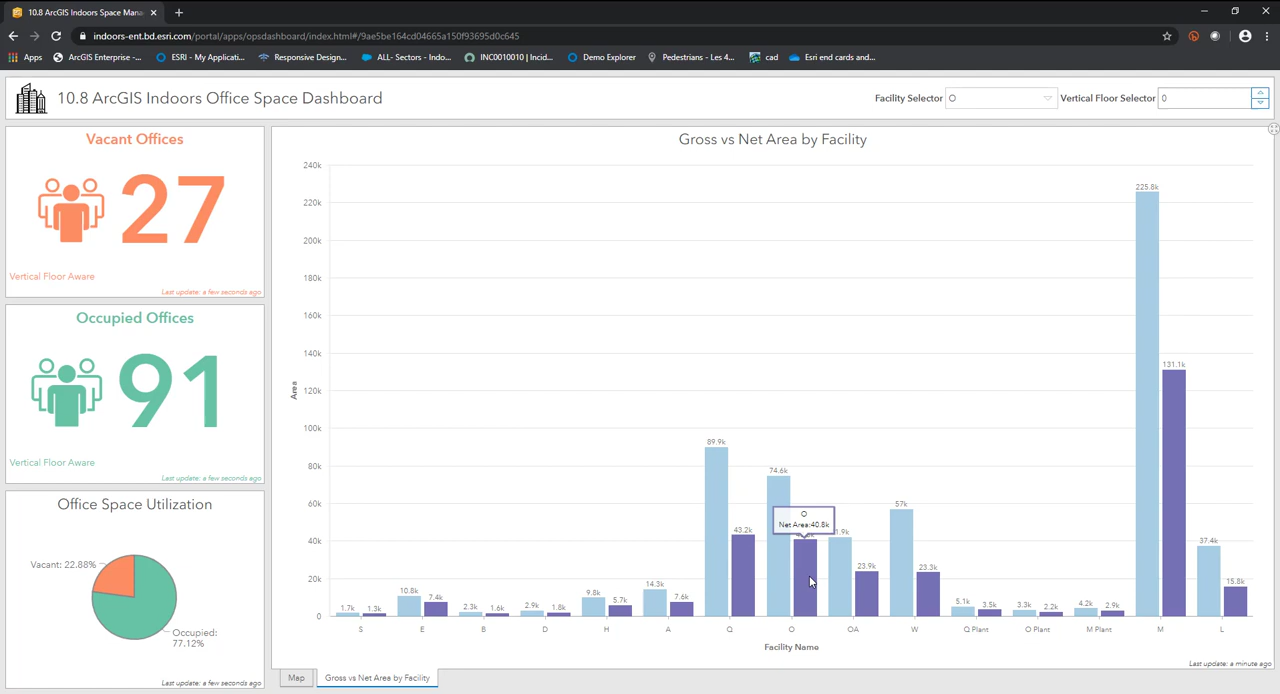 10.8 ArcGIS Indoors Space Mana
indoors-ent.bd.esri.com/portal/apps/opsdashboard/index.html#/9ae5be164cd04665a150f93695d0c645
Apps ArcGIS Enterprise -... ESRI - My Applicati... Responsive Design... ALL- Sectors - Indo... INC0010010 | Incid... Demo Explorer Pedestrians - Les 4... cad Esri end cards and...
10.8 ArcGIS Indoors Office Space Dashboard
Facility Selector O Vertical Floor Selector 0
Vacant Offices
27
Vertical Floor Aware
Last update: a few seconds ago
Occupied Offices
91
Vertical Floor Aware
Last update: a few seconds ago
Office Space Utilization
Vacant: 22.88%
Occupied:
77.12%
Last update: a few seconds ago
Gross vs Net Area by Facility
240k
220k
200k
180k
160k
140k
120k
100k
80k
60k
40k
20k
0
Area
1.7k 1.3k 10.8k 7.4k 2.3k 1.6k 2.9k 1.8k 9.8k 5.7k 14.3k 7.6k 89.9k 43.2k 74.6k 23.9k 57k 23.3k 5.1k 3.5k 3.3k 2.2k 4.2k 2.9k 225.8k 131.1k 37.4k 15.8k
O
Net Area:40.8k
S E B D H A Q O OA W Q Plant O Plant M Plant M L
Facility Name
Last update: a minute ago
Map Gross vs Net Area by Facility